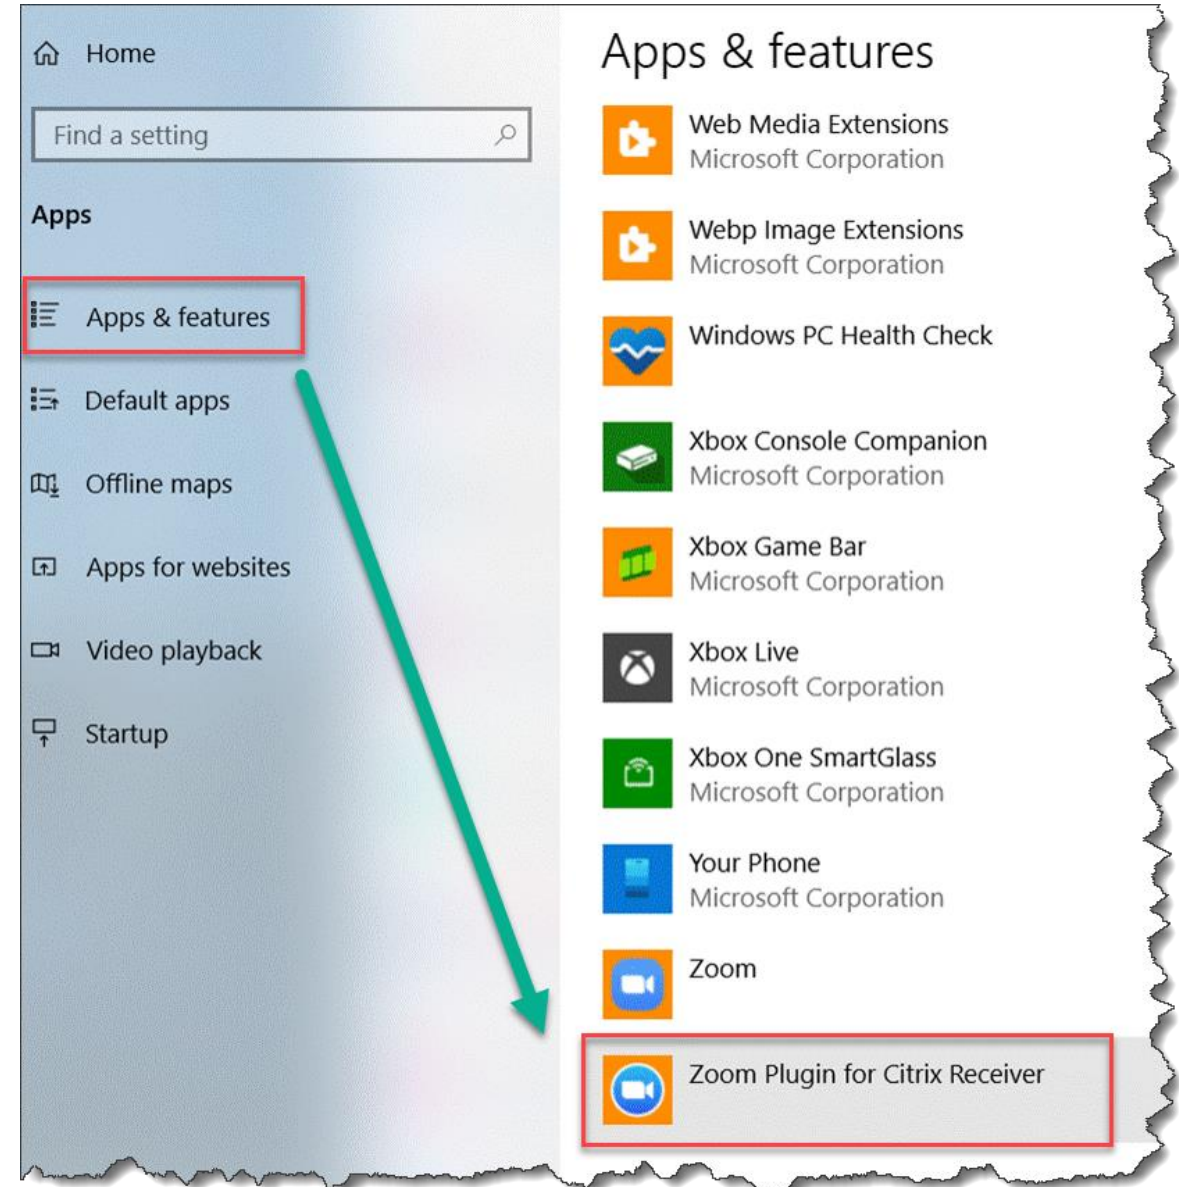 Home
Find a setting
Apps
Apps & features
Default apps
Offline maps
Apps for websites
Video playback
Startup
Apps & features
Web Media Extensions
Microsoft Corporation
Webp Image Extensions
Microsoft Corporation
Windows PC Health Check
Xbox Console Companion
Microsoft Corporation
Xbox Game Bar
Microsoft Corporation
Xbox Live
Microsoft Corporation
Xbox One SmartGlass
Microsoft Corporation
Your Phone
Microsoft Corporation
Zoom
Zoom Plugin for Citrix Receiver